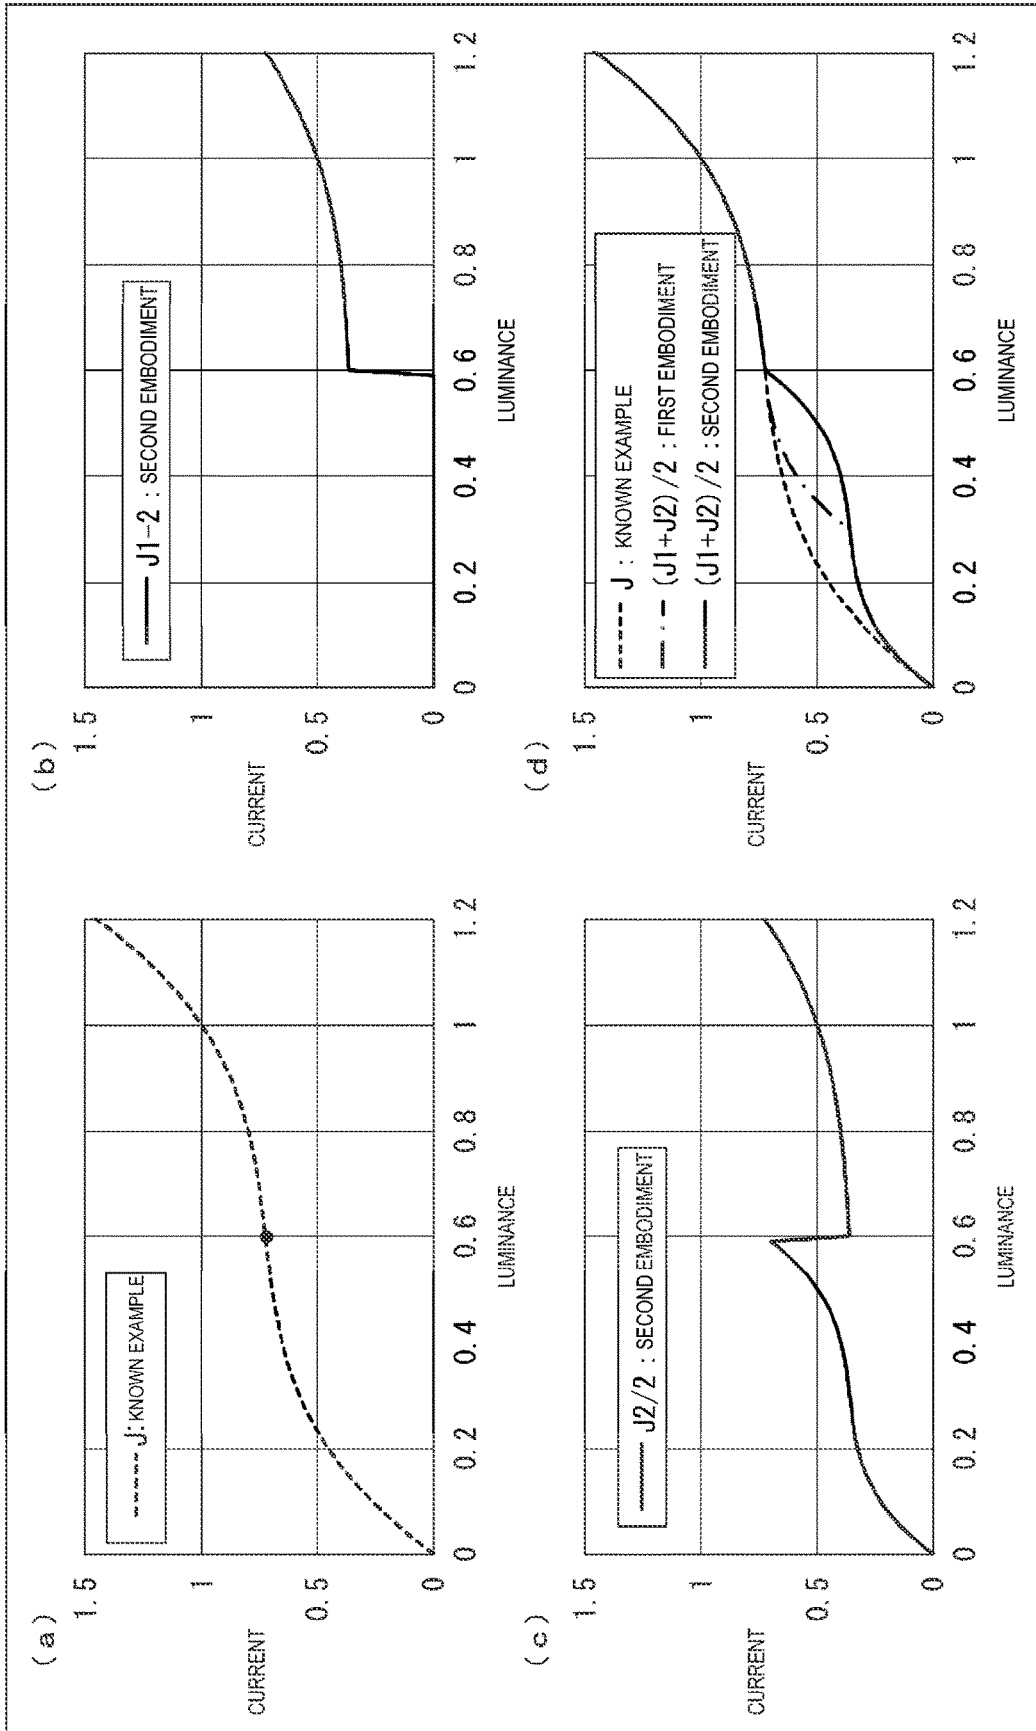 (a)
1.5
1
0.5
0
CURRENT
J: KNOWN EXAMPLE
0
0.2
0.4
0.6
0.8
1
1.2
LUMINANCE
(b)
1.5
1
0.5
0
CURRENT
J1-2 : SECOND EMBODIMENT
0
0.2
0.4
0.6
0.8
1
1.2
LUMINANCE
(c)
1.5
1
0.5
0
CURRENT
J2/2 : SECOND EMBODIMENT
0
0.2
0.4
0.6
0.8
1
1.2
LUMINANCE
(d)
1.5
1
0.5
0
CURRENT
J : KNOWN EXAMPLE
(J1+J2)/2 : FIRST EMBODIMENT
(J1+J2)/2 : SECOND EMBODIMENT
0
0.2
0.4
0.6
0.8
1
1.2
LUMINANCE